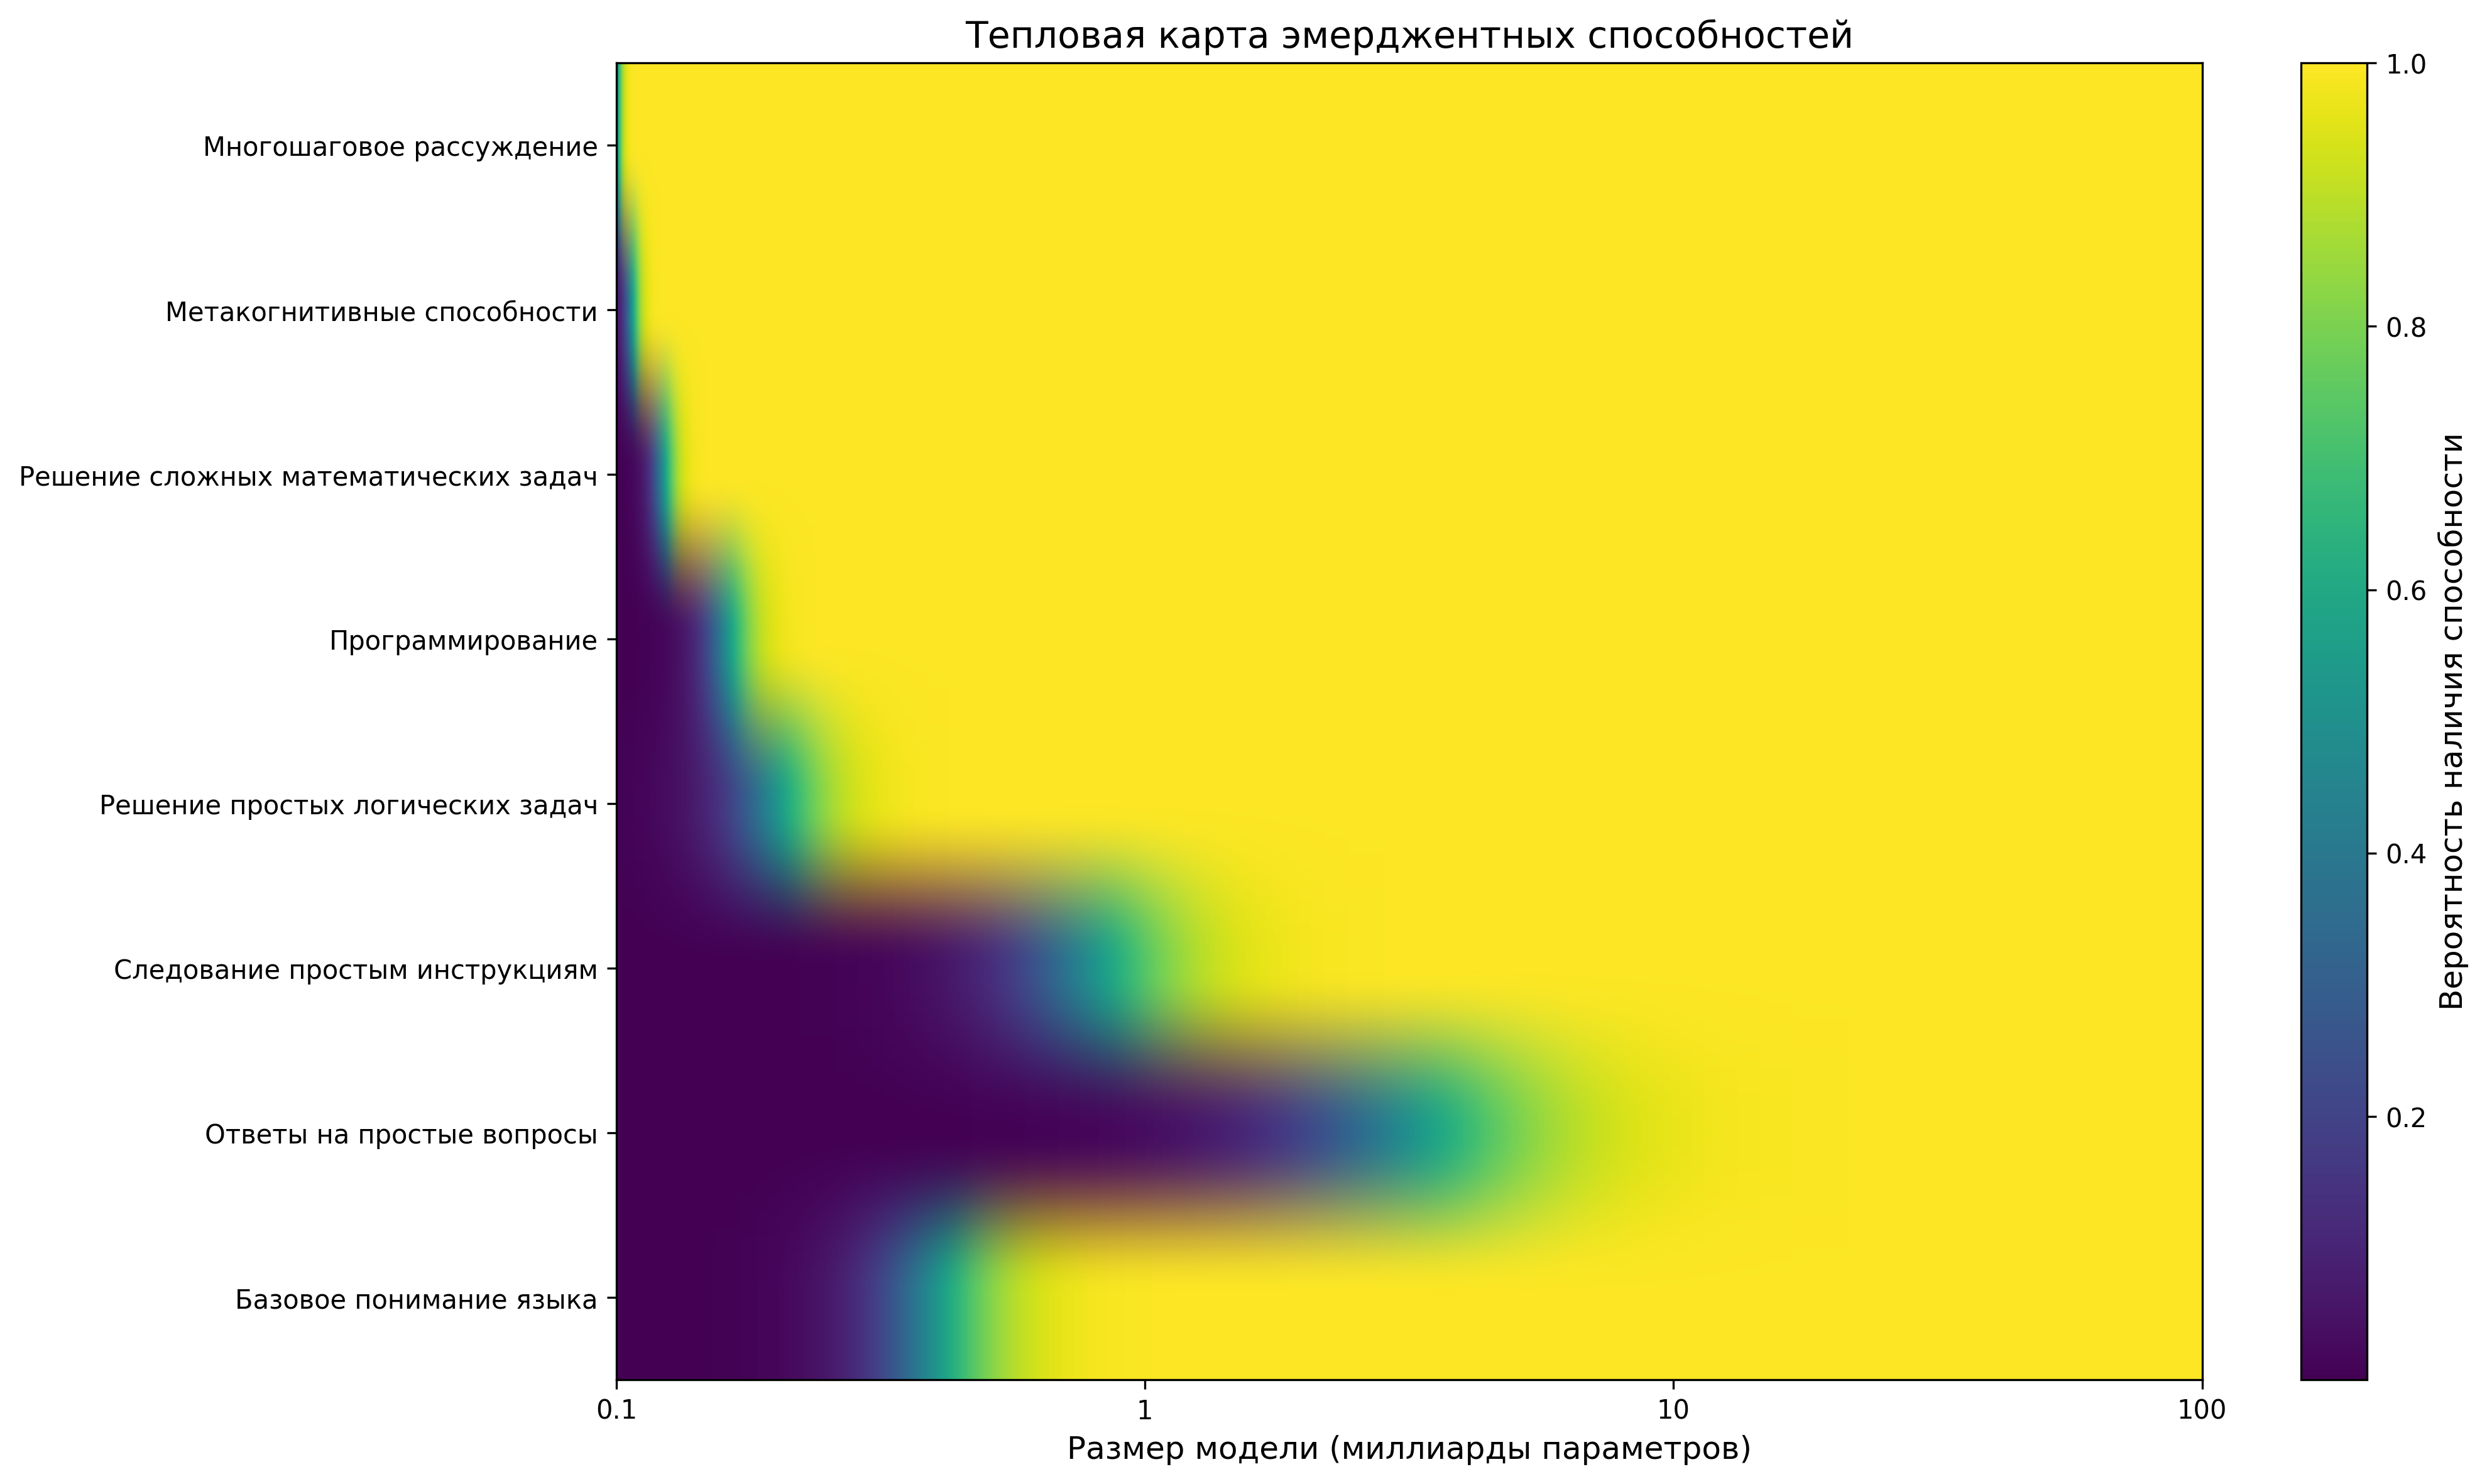 Тепловая карта эмерджентных способностей
Многошаговое рассуждение
Метакогнитивные способности
Решение сложных математических задач
Программирование
Решение простых логических задач
Следование простым инструкциям
Ответы на простые вопросы
Базовое понимание языка
0.1
1
10
100
Размер модели (миллиарды параметров)
1.0
0.8
0.6
0.4
0.2
Вероятность наличия способности